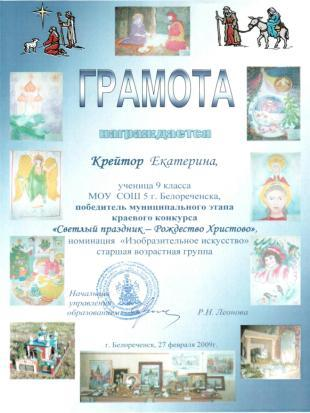 ГРАМОТА
награждается
Крейтор Екатерина,
ученица 9 класса
МОУ СОШ 5 г. Белореченска,
победитель муниципального этапа
краевого конкурса
«Светлый праздник – Рождество Христово»,
номинация «Изобразительное искусство»
старшая возрастная группа
Начальник
управления
образованием
Р.Н. Леонова
г. Белореченск, 27 февраля 2009г.